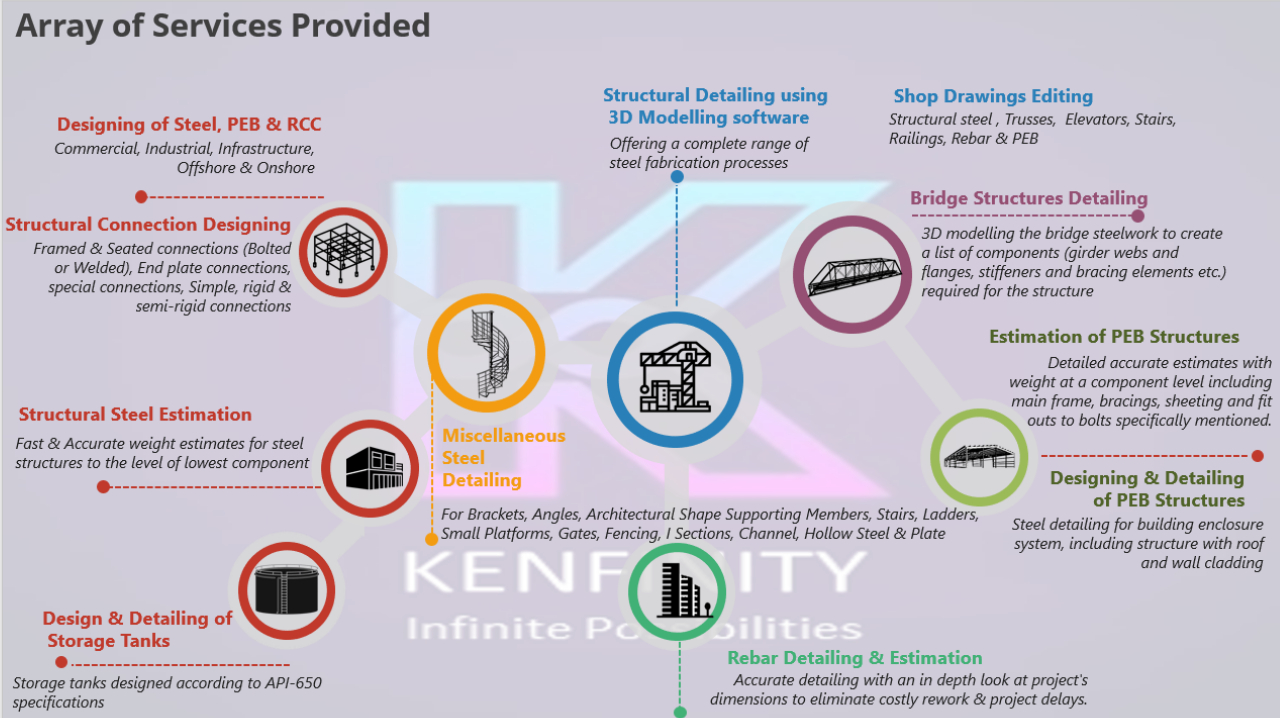 Array of Services Provided
Designing of Steel, PEB & RCC
Commercial, Industrial, Infrastructure,
Offshore & Onshore
Structural Connection Designing
Framed & Seated connections (Bolted
or Welded), End plate connections,
special connections, Simple, rigid &
semi-rigid connections
Structural Steel Estimation
Fast & Accurate weight estimates for steel
structures to the level of lowest component
Design & Detailing of
Storage Tanks
Storage tanks designed according to API-650
specifications
Miscellaneous
Steel
Detailing
For Brackets, Angles, Architectural Shape Supporting Members, Stairs, Ladders,
Small Platforms, Gates, Fencing, I Sections, Channel, Hollow Steel & Plate
Structural Detailing using
3D Modelling software
Offering a complete range of
steel fabrication processes
Shop Drawings Editing
Structural steel , Trusses, Elevators, Stairs,
Railings, Rebar & PEB
Bridge Structures Detailing
3D modelling the bridge steelwork to create
a list of components (girder webs and
flanges, stiffeners and bracing elements etc.)
required for the structure
Estimation of PEB Structures
Detailed accurate estimates with
weight at a component level including
main frame, bracings, sheeting and fit
outs to bolts specifically mentioned.
Designing & Detailing
of PEB Structures
Steel detailing for building enclosure
system, including structure with roof
and wall cladding
KENFINITY
Infinite Possibilities
Rebar Detailing & Estimation
Accurate detailing with an in depth look at project's
dimensions to eliminate costly rework & project delays.